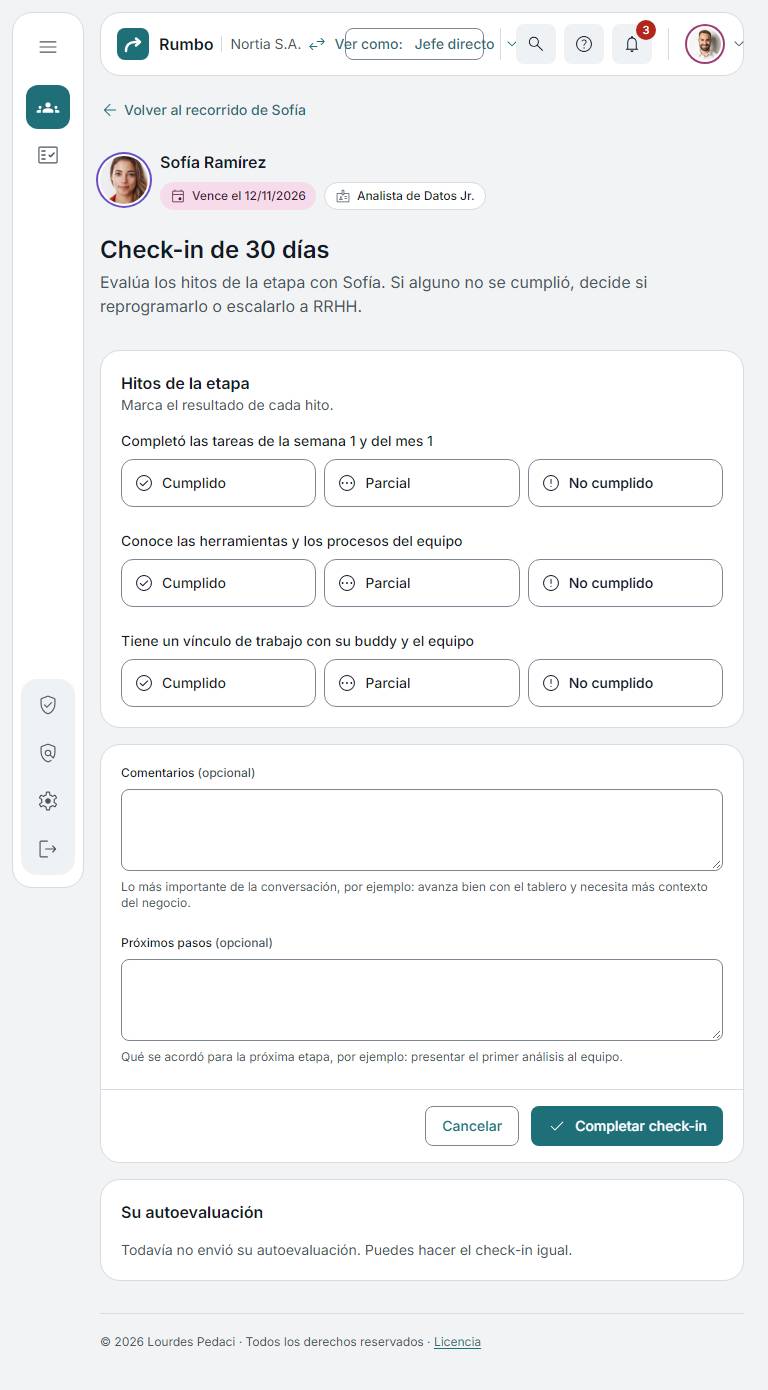 Rumbo Nortia S.A. Ver como: Jefe directo 3
Volver al recorrido de Sofía
Sofía Ramírez
Vence el 12/11/2026 Analista de Datos Jr.
Check-in de 30 días
Evalúa los hitos de la etapa con Sofía. Si alguno no se cumplió, decide si
reprogramarlo o escalarlo a RRHH.
Hitos de la etapa
Marca el resultado de cada hito.
Completó las tareas de la semana 1 y del mes 1
Cumplido Parcial No cumplido
Conoce las herramientas y los procesos del equipo
Cumplido Parcial No cumplido
Tiene un vínculo de trabajo con su buddy y el equipo
Cumplido Parcial No cumplido
Comentarios (opcional)
Lo más importante de la conversación, por ejemplo: avanza bien con el tablero y necesita más contexto
del negocio.
Próximos pasos (opcional)
Qué se acordó para la próxima etapa, por ejemplo: presentar el primer análisis al equipo.
Cancelar Completar check-in
Su autoevaluación
Todavía no envió su autoevaluación. Puedes hacer el check-in igual.
© 2026 Lourdes Pedaci · Todos los derechos reservados · Licencia